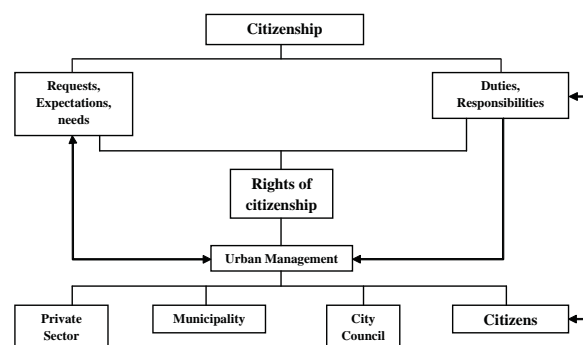 Citizenship
Requests,
Expectations,
needs
Duties,
Responsibilities
Rights of
citizenship
Urban Management
Private
Sector
Municipality
City
Council
Citizens